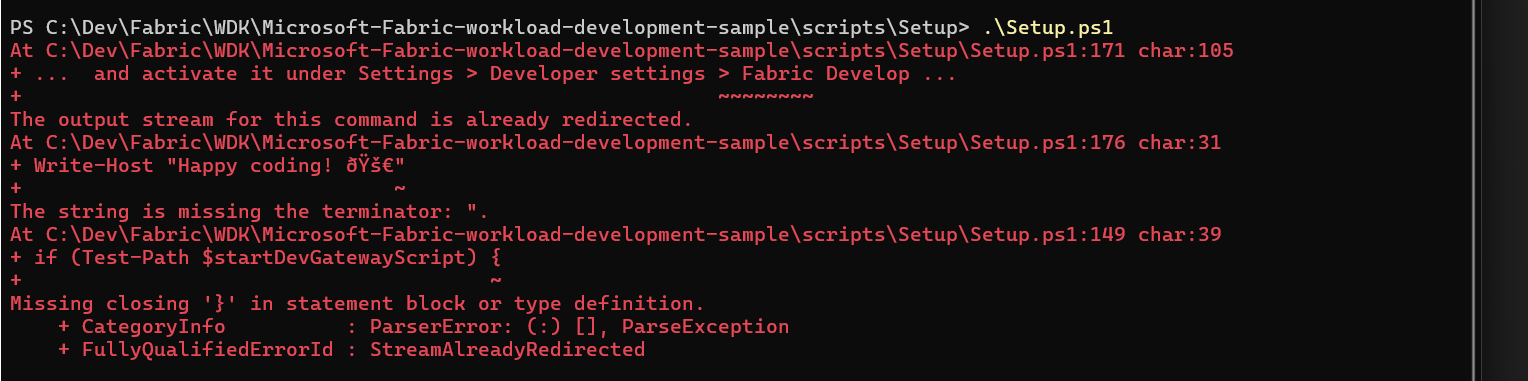 PS C:\Dev\Fabric\WDK\Microsoft-Fabric-workload-development-sample\scripts\Setup> .\Setup.ps1
At C:\Dev\Fabric\WDK\Microsoft-Fabric-workload-development-sample\scripts\Setup\Setup.ps1:171 char:105
+ ...  and activate it under Settings > Developer settings > Fabric Develop ...
+                                                          ~~~~~~~~
The output stream for this command is already redirected.
At C:\Dev\Fabric\WDK\Microsoft-Fabric-workload-development-sample\scripts\Setup\Setup.ps1:176 char:31
+ Write-Host "Happy coding! ðŸš€"
+                               ~
The string is missing the terminator: ".
At C:\Dev\Fabric\WDK\Microsoft-Fabric-workload-development-sample\scripts\Setup\Setup.ps1:149 char:39
+ if (Test-Path $startDevGatewayScript) {
+                                       ~
Missing closing '}' in statement block or type definition.
    + CategoryInfo          : ParserError: (:) [], ParseException
    + FullyQualifiedErrorId : StreamAlreadyRedirected